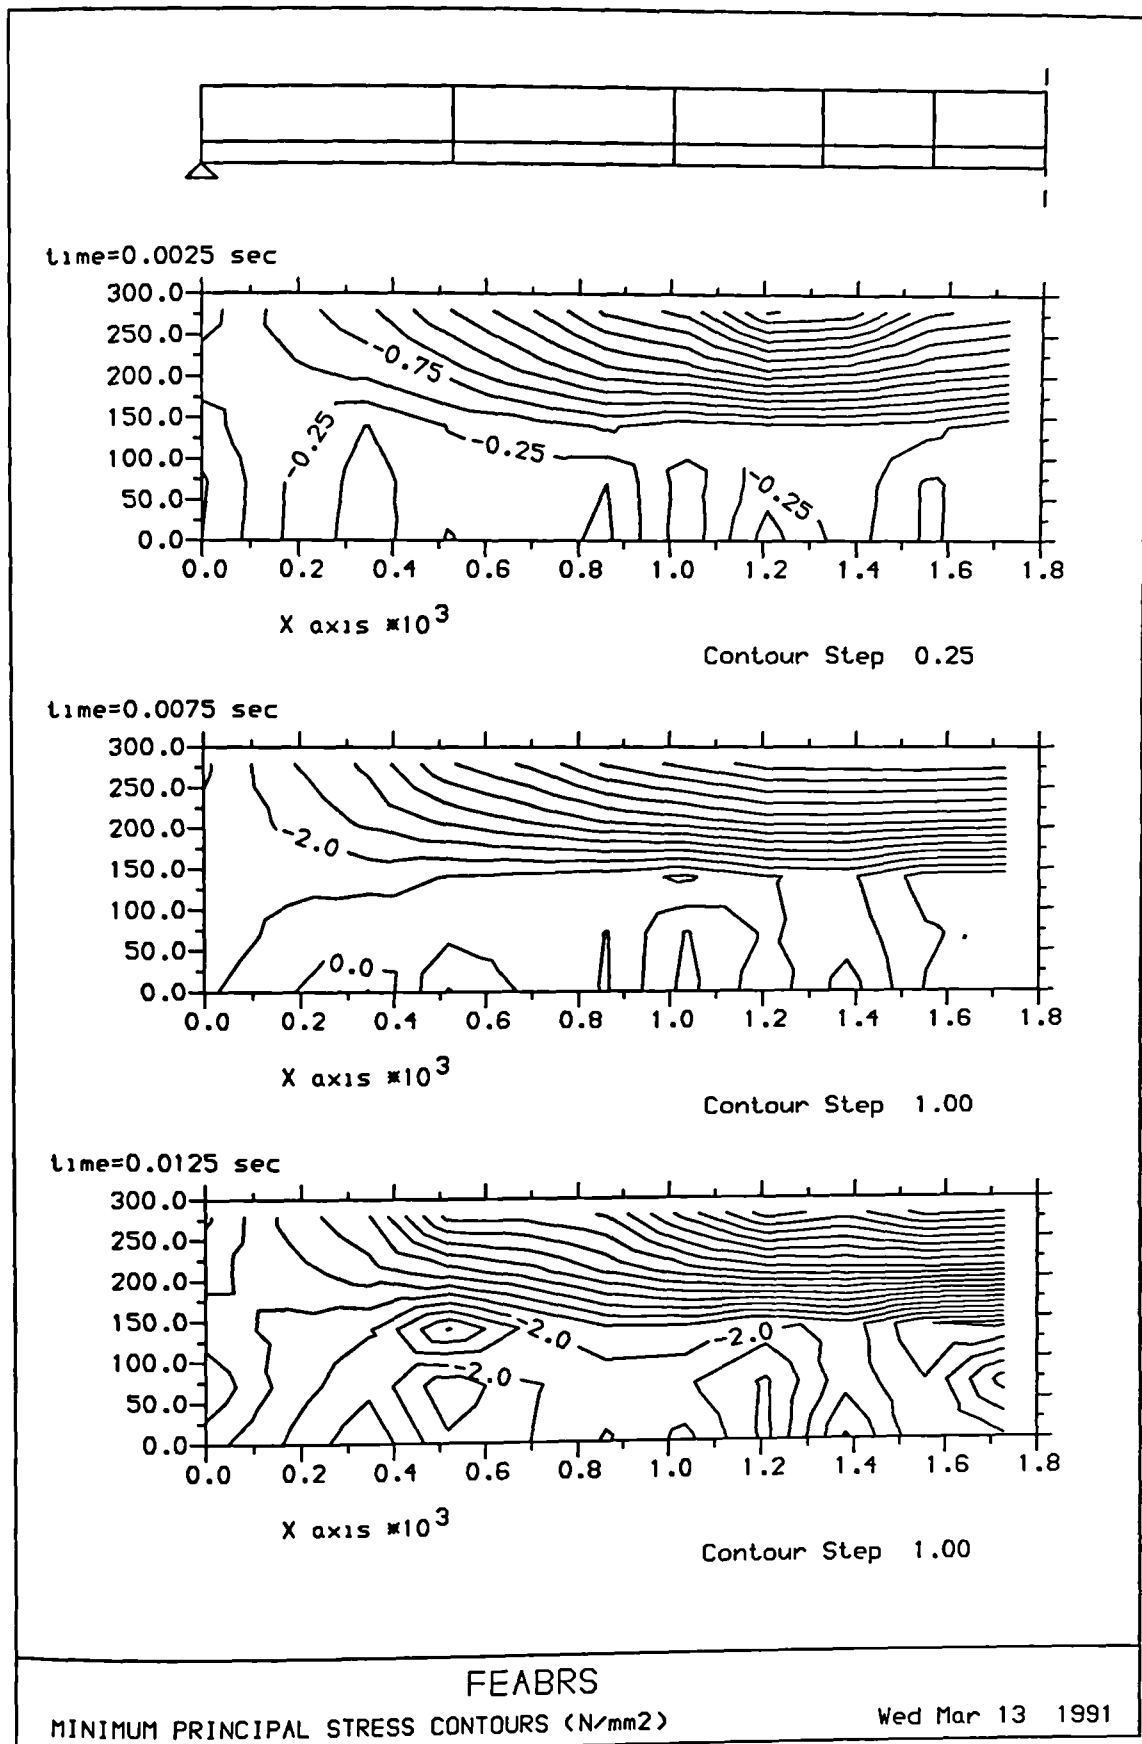 time=0.0025 sec
300.0
250.0
200.0
150.0
100.0
50.0
0.0
-0.75
-0.25
-0.25
-0.25
0.0 0.2 0.4 0.6 0.8 1.0 1.2 1.4 1.6 1.8
X axis *10^3
Contour Step 0.25
time=0.0075 sec
300.0
250.0
200.0
150.0
100.0
50.0
0.0
-2.0
0.0
0.0 0.2 0.4 0.6 0.8 1.0 1.2 1.4 1.6 1.8
X axis *10^3
Contour Step 1.00
time=0.0125 sec
300.0
250.0
200.0
150.0
100.0
50.0
0.0
-2.0
-2.0
-2.0
0.0 0.2 0.4 0.6 0.8 1.0 1.2 1.4 1.6 1.8
X axis *10^3
Contour Step 1.00
FEABRS
MINIMUM PRINCIPAL STRESS CONTOURS (N/mm2) Wed Mar 13 1991